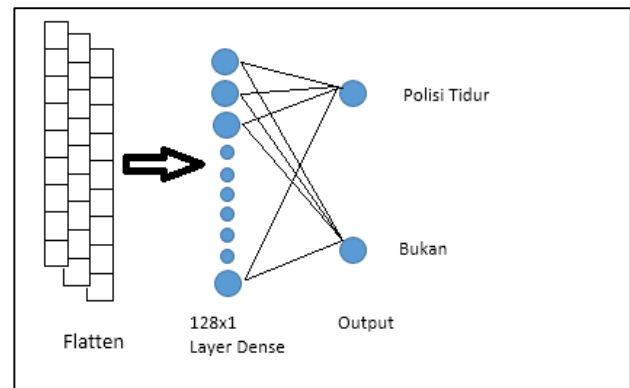 Polisi Tidur
Bukan
Flatten
128x1
Layer Dense
Output